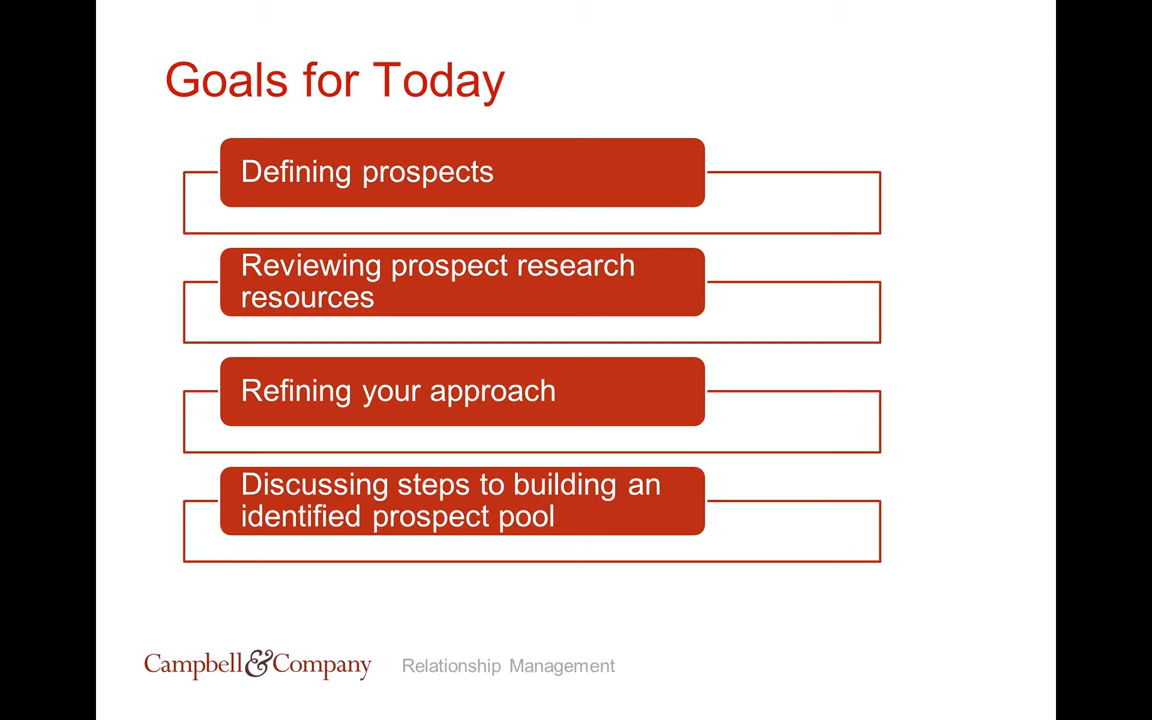 Goals for Today
Defining prospects
Reviewing prospect research
resources
Refining your approach
Discussing steps to building an
identified prospect pool
Campbell&Company Relationship Management